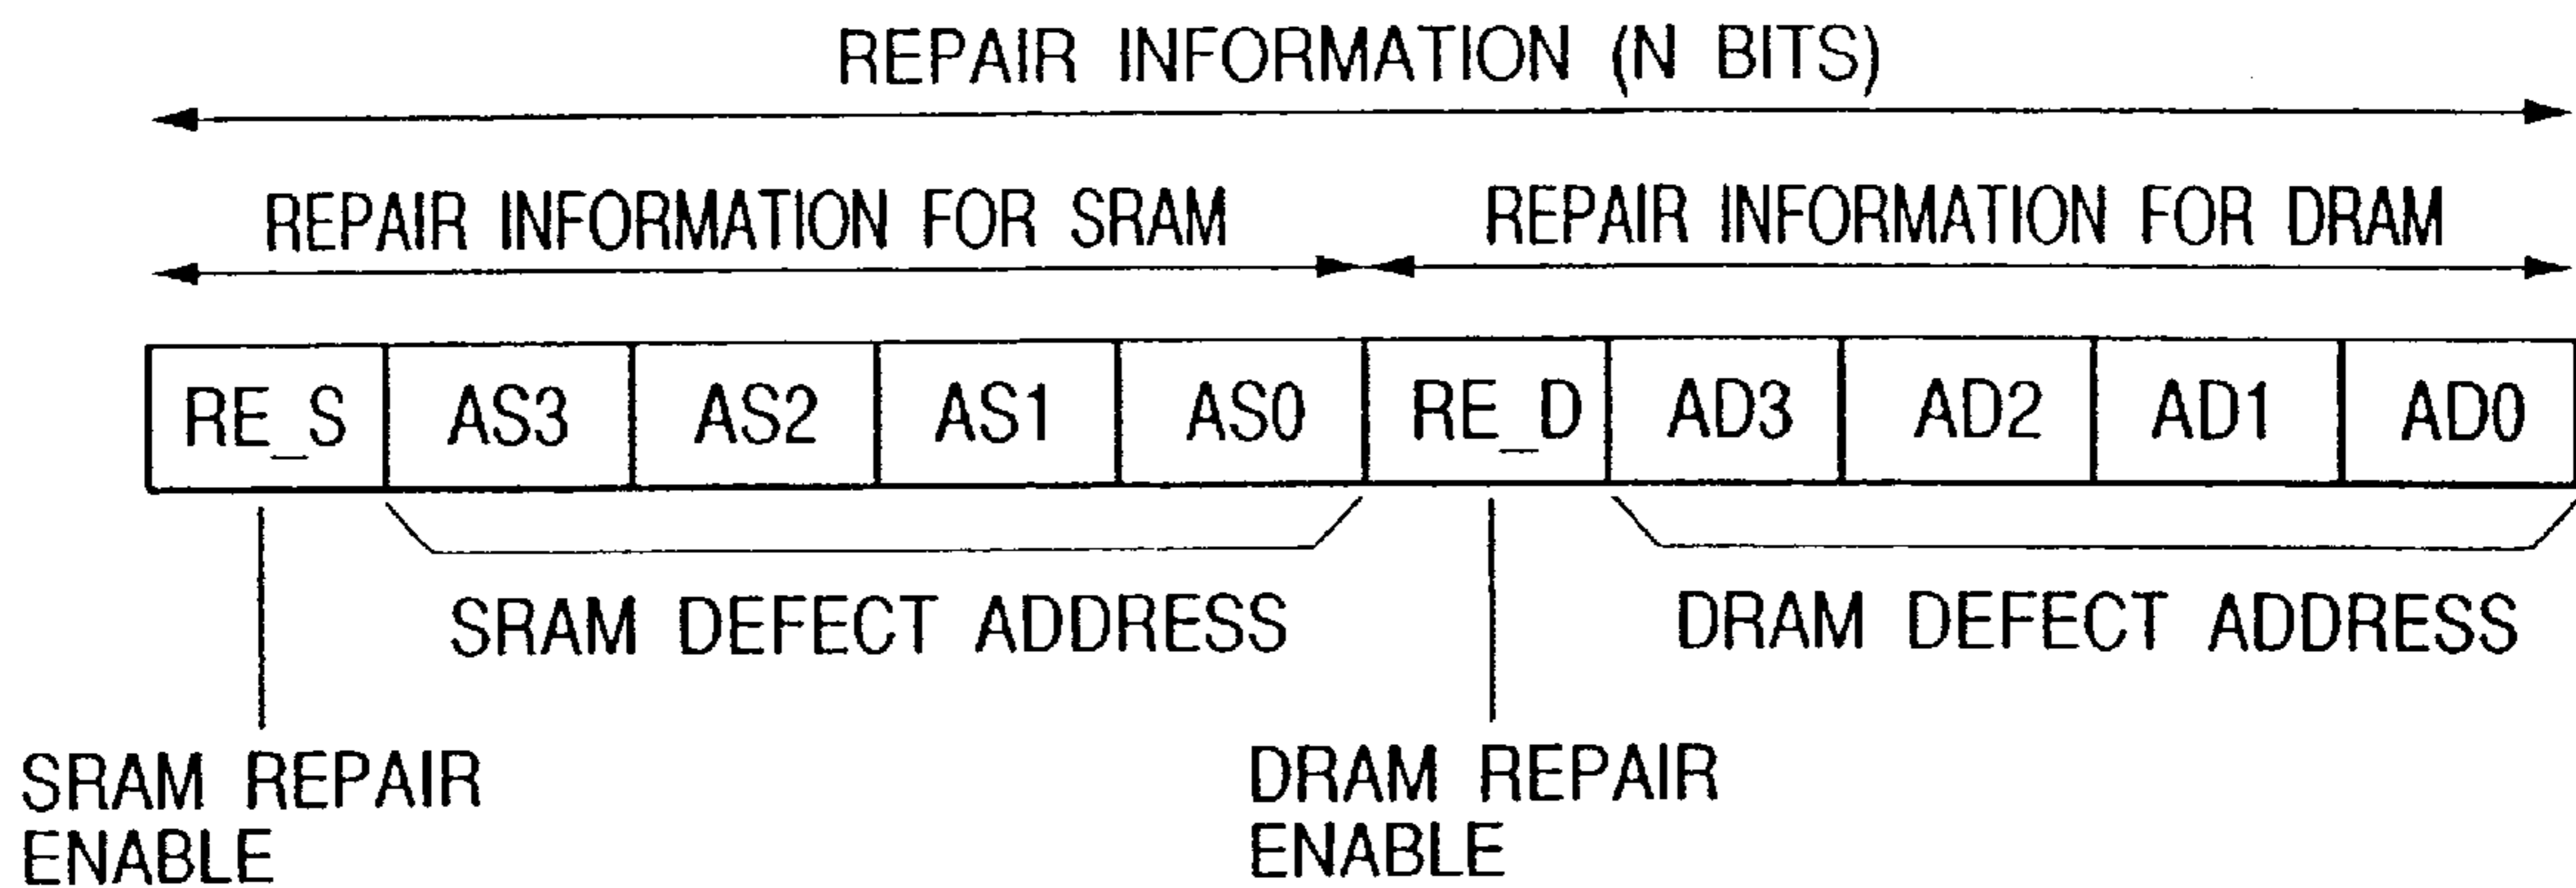 REPAIR INFORMATION (N BITS)
REPAIR INFORMATION FOR SRAM REPAIR INFORMATION FOR DRAM
RE_S AS3 AS2 AS1 AS0 RE_D AD3 AD2 AD1 AD0
SRAM DEFECT ADDRESS DRAM DEFECT ADDRESS
SRAM REPAIR
ENABLE
DRAM REPAIR
ENABLE